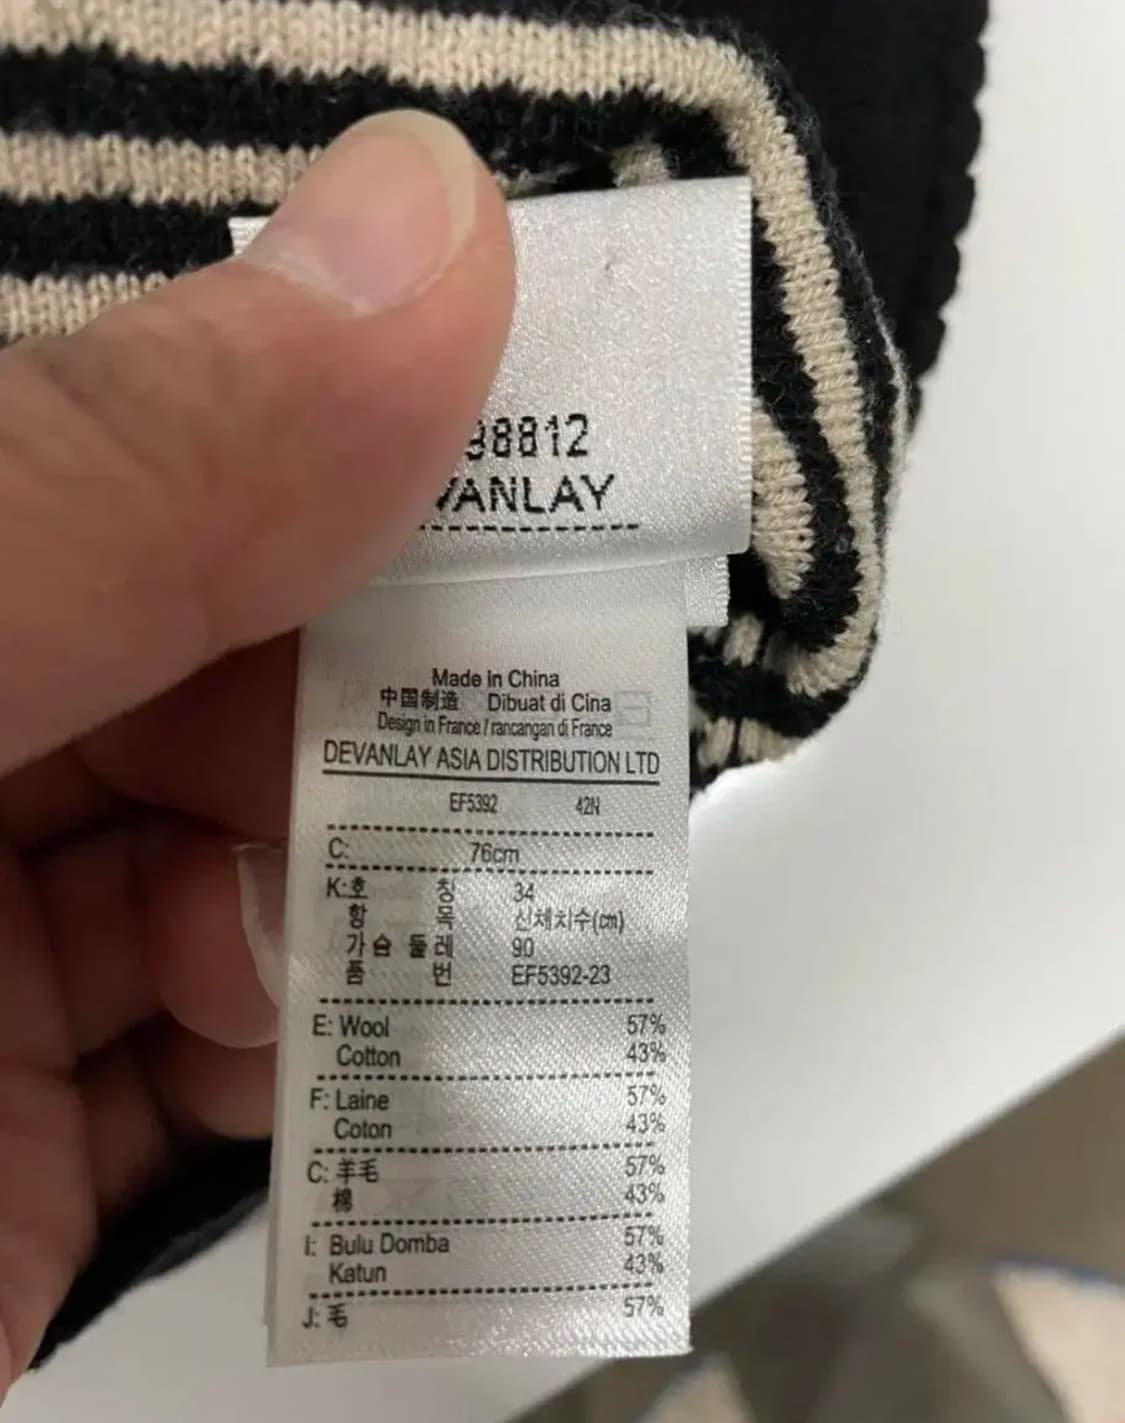 98812
VANLAY
Made in China
中国制造 Dibuat di Cina
Design in France / rancangan di France
DEVANLAY ASIA DISTRIBUTION LTD
EF5392 42N
C: 76cm
K:호 칭 34
항 목 신체치수(cm)
가슴 둘레 90
품 번 EF5392-23
E: Wool 57%
Cotton 43%
F: Laine 57%
Coton 43%
C: 羊毛 57%
棉 43%
I: Bulu Domba 57%
Katun 43%
J: 毛 57%